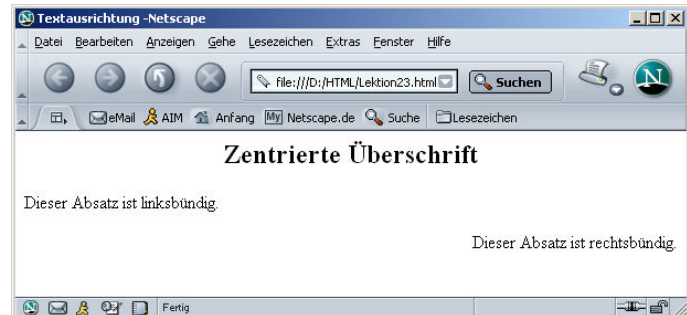 Textausrichtung -Netscape
Datei Bearbeiten Anzeigen Gehe Lesezeichen Extras Fenster Hilfe
file:///D:/HTML/Lektion23.html Suchen N
eMail AIM Anfang My Netscape.de Suche Lesezeichen
Zentrierte Überschrift
Dieser Absatz ist linksbündig.
Dieser Absatz ist rechtsbündig.
Fertig